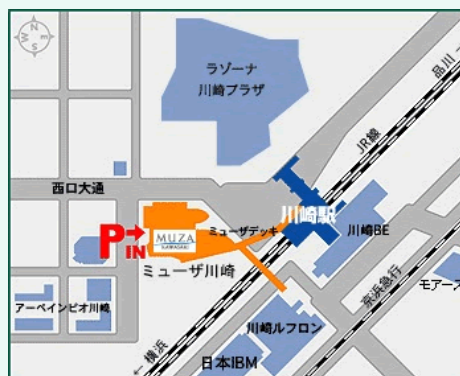 N
W
E
S
ラゾーナ
川崎プラザ
品川→
JR線
西口大通
川崎駅
P→
IN
MUZA
KAWASAKI
ミューザデッキ
川崎BE
ミューザ川崎
京浜急行
モアーズ
アーベインビオ川崎
川崎ルフロン
←横浜
日本IBM